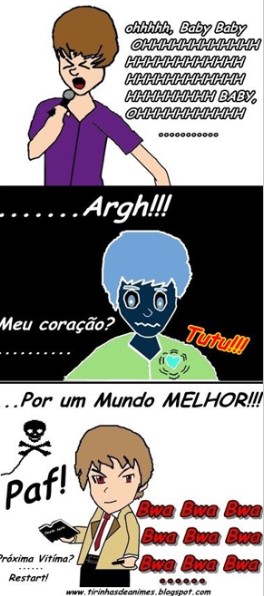 ohhhhh, Baby Baby
OHHHHHHHHHHHH
HHHHHHHHHHHH
HHHHHHHHHHHH
HHHHHHHHH BABY,
OHHHHHHHHHHH
...........
.......Argh!!!
Meu coração?
..........
Tutu!!!
...Por um Mundo MELHOR!!!
Paf!
Bwa Bwa Bwa
Bwa Bwa Bwa
Bwa Bwa Bwa
......
Próxima Vitíma?
......
Restart!
www.tirinhasdeanimes.blogspot.com